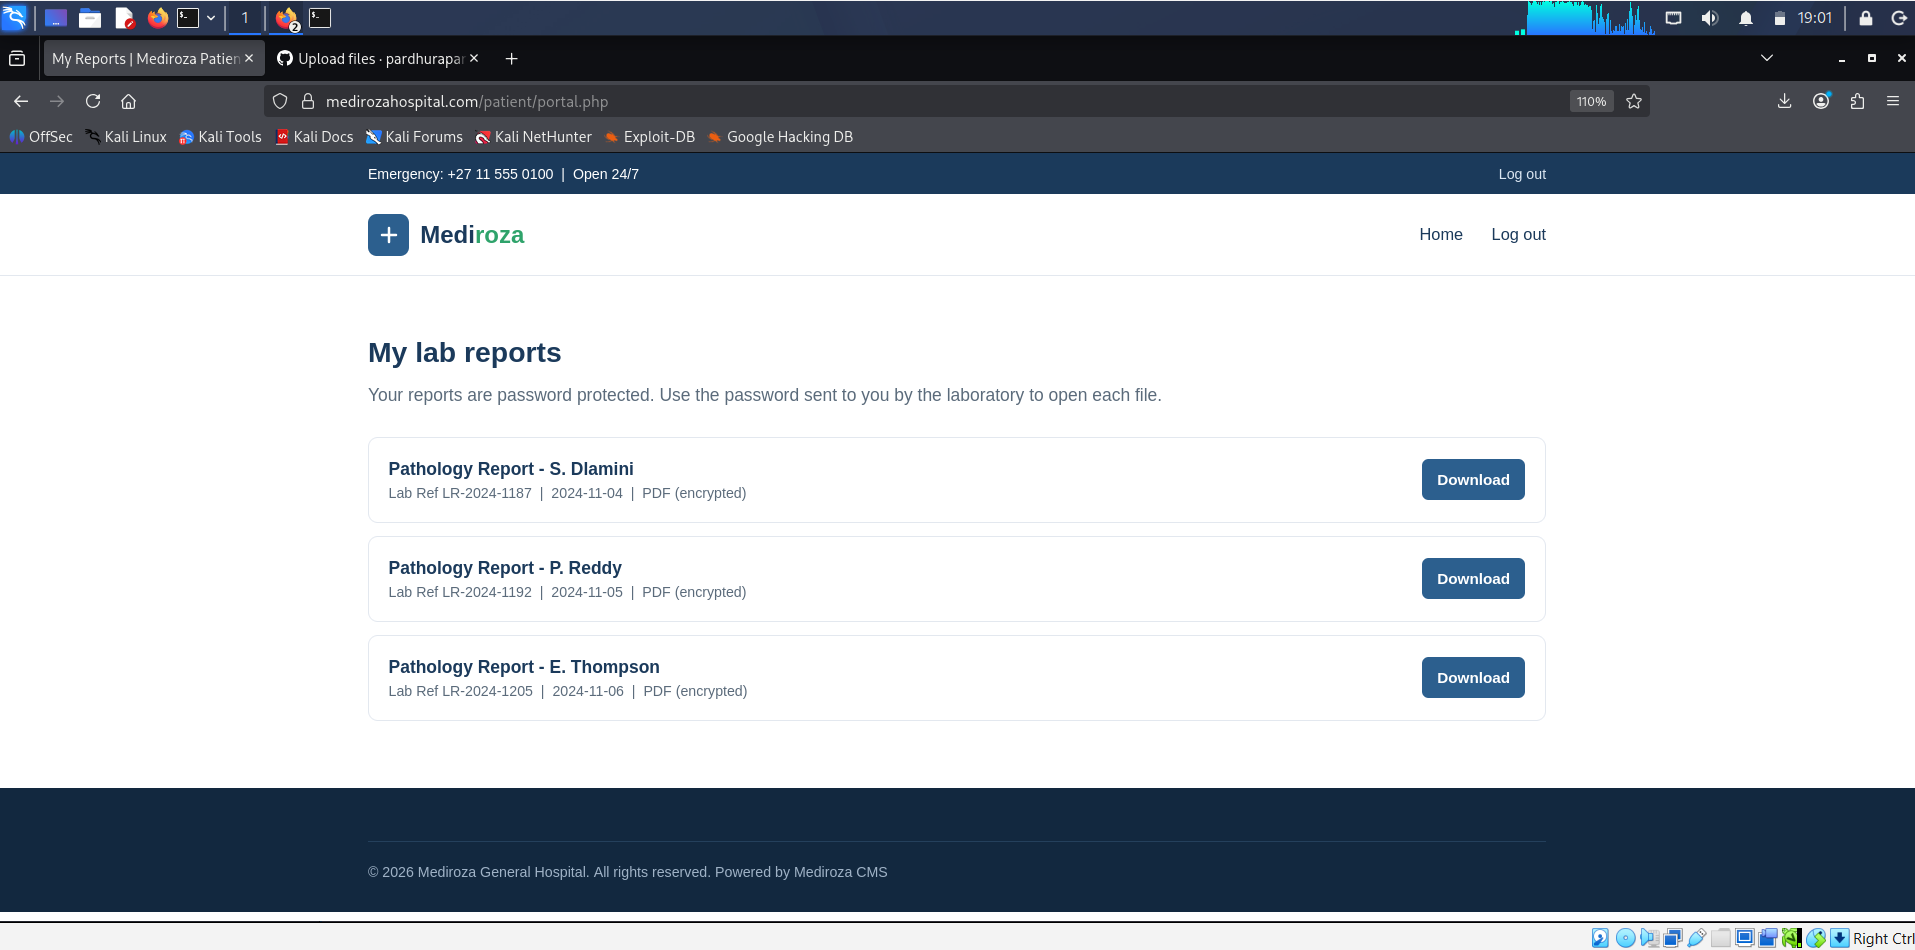 1
2
19:01
My Reports | Mediroza Patien
Upload files · pardhurapar
medirozahospital.com/patient/portal.php
110%
OffSec Kali Linux Kali Tools Kali Docs Kali Forums Kali NetHunter Exploit-DB Google Hacking DB
Emergency: +27 11 555 0100 | Open 24/7
Log out
Mediroza
Home Log out
My lab reports
Your reports are password protected. Use the password sent to you by the laboratory to open each file.
Pathology Report - S. Dlamini
Lab Ref LR-2024-1187 | 2024-11-04 | PDF (encrypted)
Download
Pathology Report - P. Reddy
Lab Ref LR-2024-1192 | 2024-11-05 | PDF (encrypted)
Download
Pathology Report - E. Thompson
Lab Ref LR-2024-1205 | 2024-11-06 | PDF (encrypted)
Download
© 2026 Mediroza General Hospital. All rights reserved. Powered by Mediroza CMS
Right Ctrl